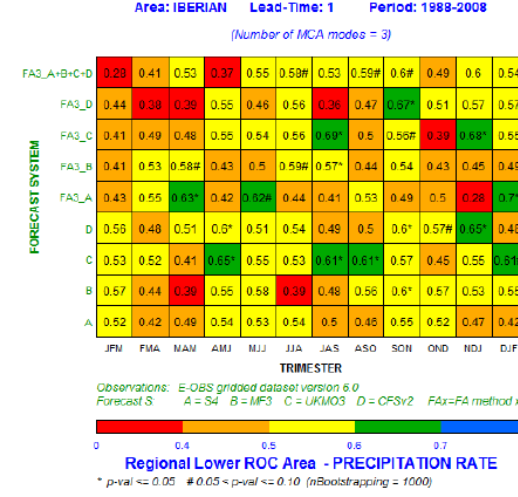 Area: IBERIAN Lead-Time: 1 Period: 1988-2008
(Number of MCA modes = 3)
FA3_A+B+C+D 0.28 0.41 0.53 0.37 0.55 0.58# 0.53 0.59# 0.6# 0.49 0.6 0.54
FA3_D 0.44 0.38 0.39 0.55 0.46 0.56 0.36 0.47 0.67* 0.51 0.57 0.57
FA3_C 0.41 0.49 0.48 0.55 0.54 0.56 0.69* 0.5 0.56# 0.39 0.68* 0.55
FA3_B 0.41 0.53 0.58# 0.43 0.5 0.59# 0.57* 0.44 0.54 0.43 0.45 0.49
FA3_A 0.43 0.55 0.63* 0.42 0.62# 0.44 0.41 0.53 0.49 0.5 0.28 0.7*
D 0.56 0.48 0.51 0.6* 0.51 0.54 0.49 0.5 0.6* 0.57# 0.65* 0.48
C 0.53 0.52 0.41 0.65* 0.55 0.53 0.61* 0.61* 0.57 0.45 0.55 0.61
B 0.57 0.44 0.39 0.55 0.58 0.39 0.48 0.56 0.6* 0.57 0.53 0.55
A 0.52 0.42 0.49 0.54 0.53 0.54 0.5 0.46 0.55 0.52 0.47 0.42
FORECAST SYSTEM
JFM FMA MAM AMJ MJJ JJA JAS ASO SON OND NDJ DJF
TRIMESTER
Observations: E-OBS gridded dataset version 6.0
Forecast S: A = S4 B = MF3 C = UKMO3 D = CFSv2 FAx=FA method x
0 0.4 0.5 0.6 0.7
Regional Lower ROC Area - PRECIPITATION RATE
* p-val <= 0.05 # 0.05 < p-val <= 0.10 (nBootstrapping = 1000)